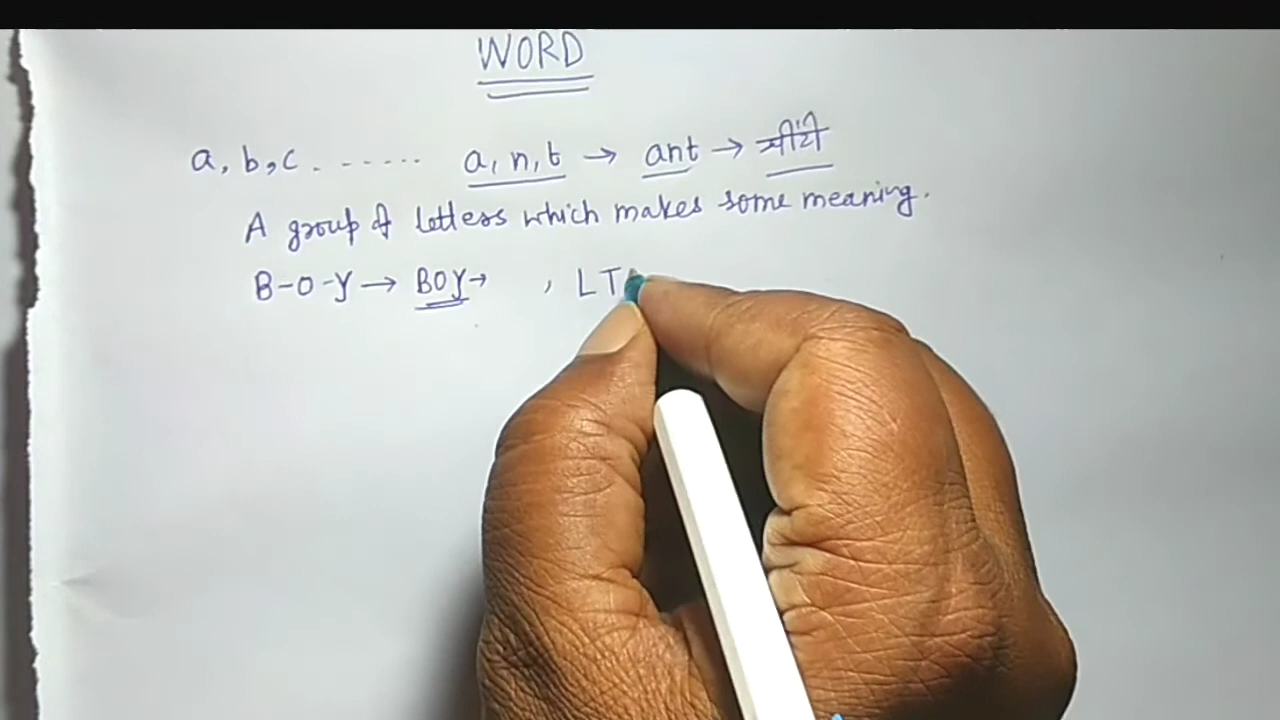 WORD
a, b, c. ------ a, n, t → ant → चींटी
A group of letters which makes some meaning.
B-O-Y → BOY → , LT